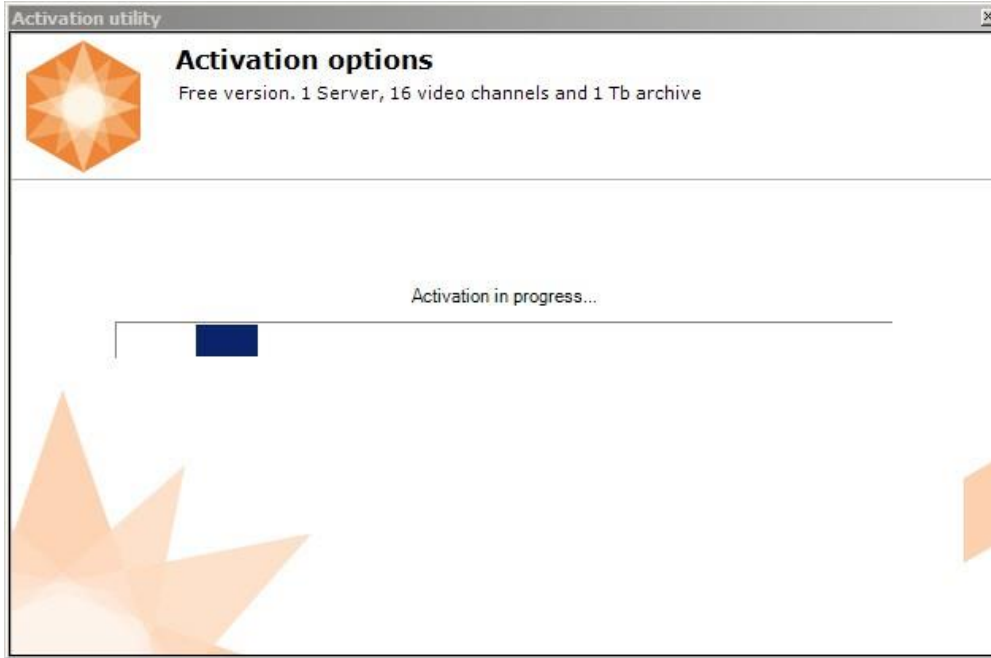 Activation utility
Activation options
Free version. 1 Server, 16 video channels and 1 Tb archive
Activation in progress...